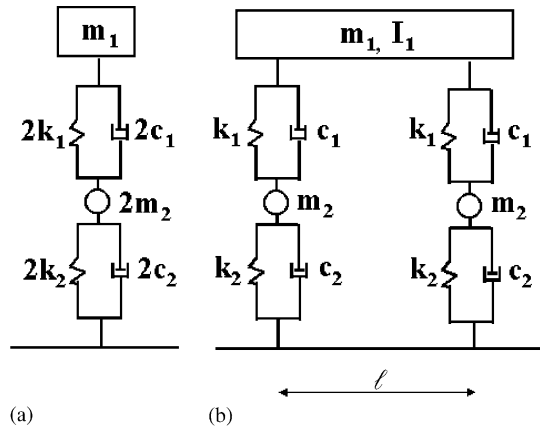 m₁
m₁, I₁
2k₁ 2c₁
k₁ c₁
k₁ c₁
2m₂
m₂
m₂
2k₂ 2c₂
k₂ c₂
k₂ c₂
ℓ
(a)
(b)